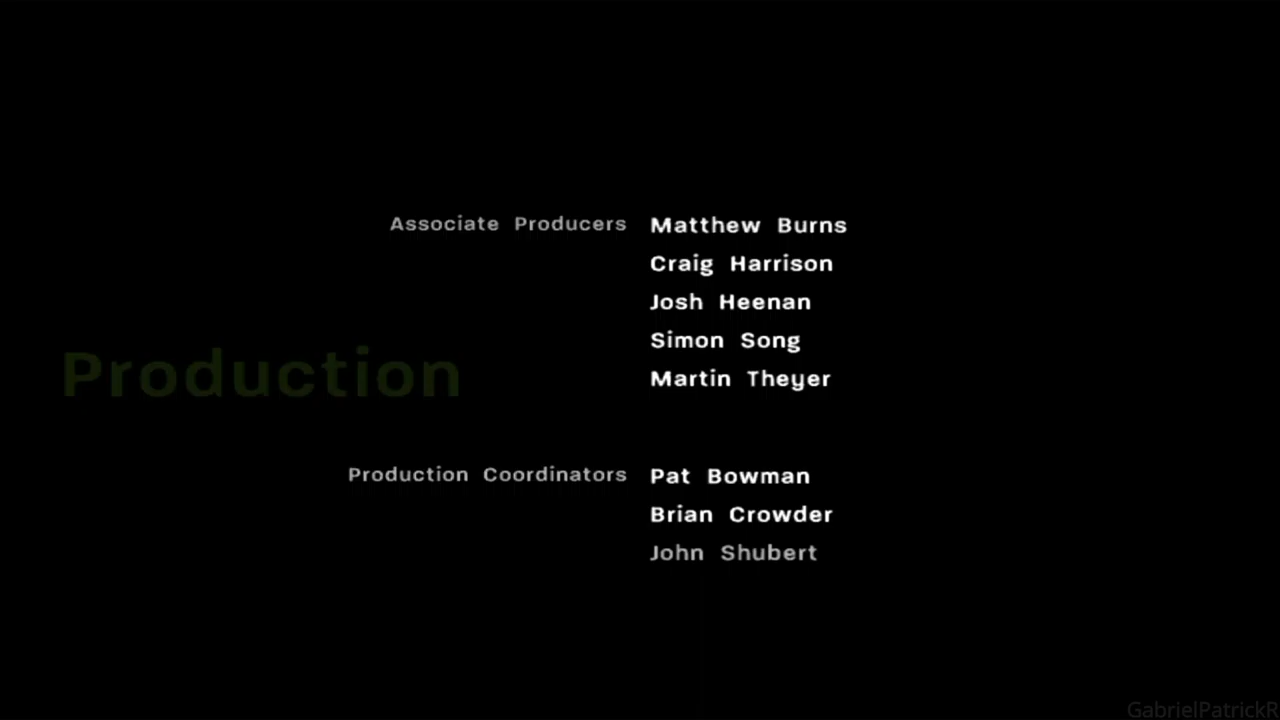 Associate Producers Matthew Burns
Craig Harrison
Josh Heenan
Simon Song
Martin Theyer
Production
Production Coordinators Pat Bowman
Brian Crowder
John Shubert
GabrielPatrickR